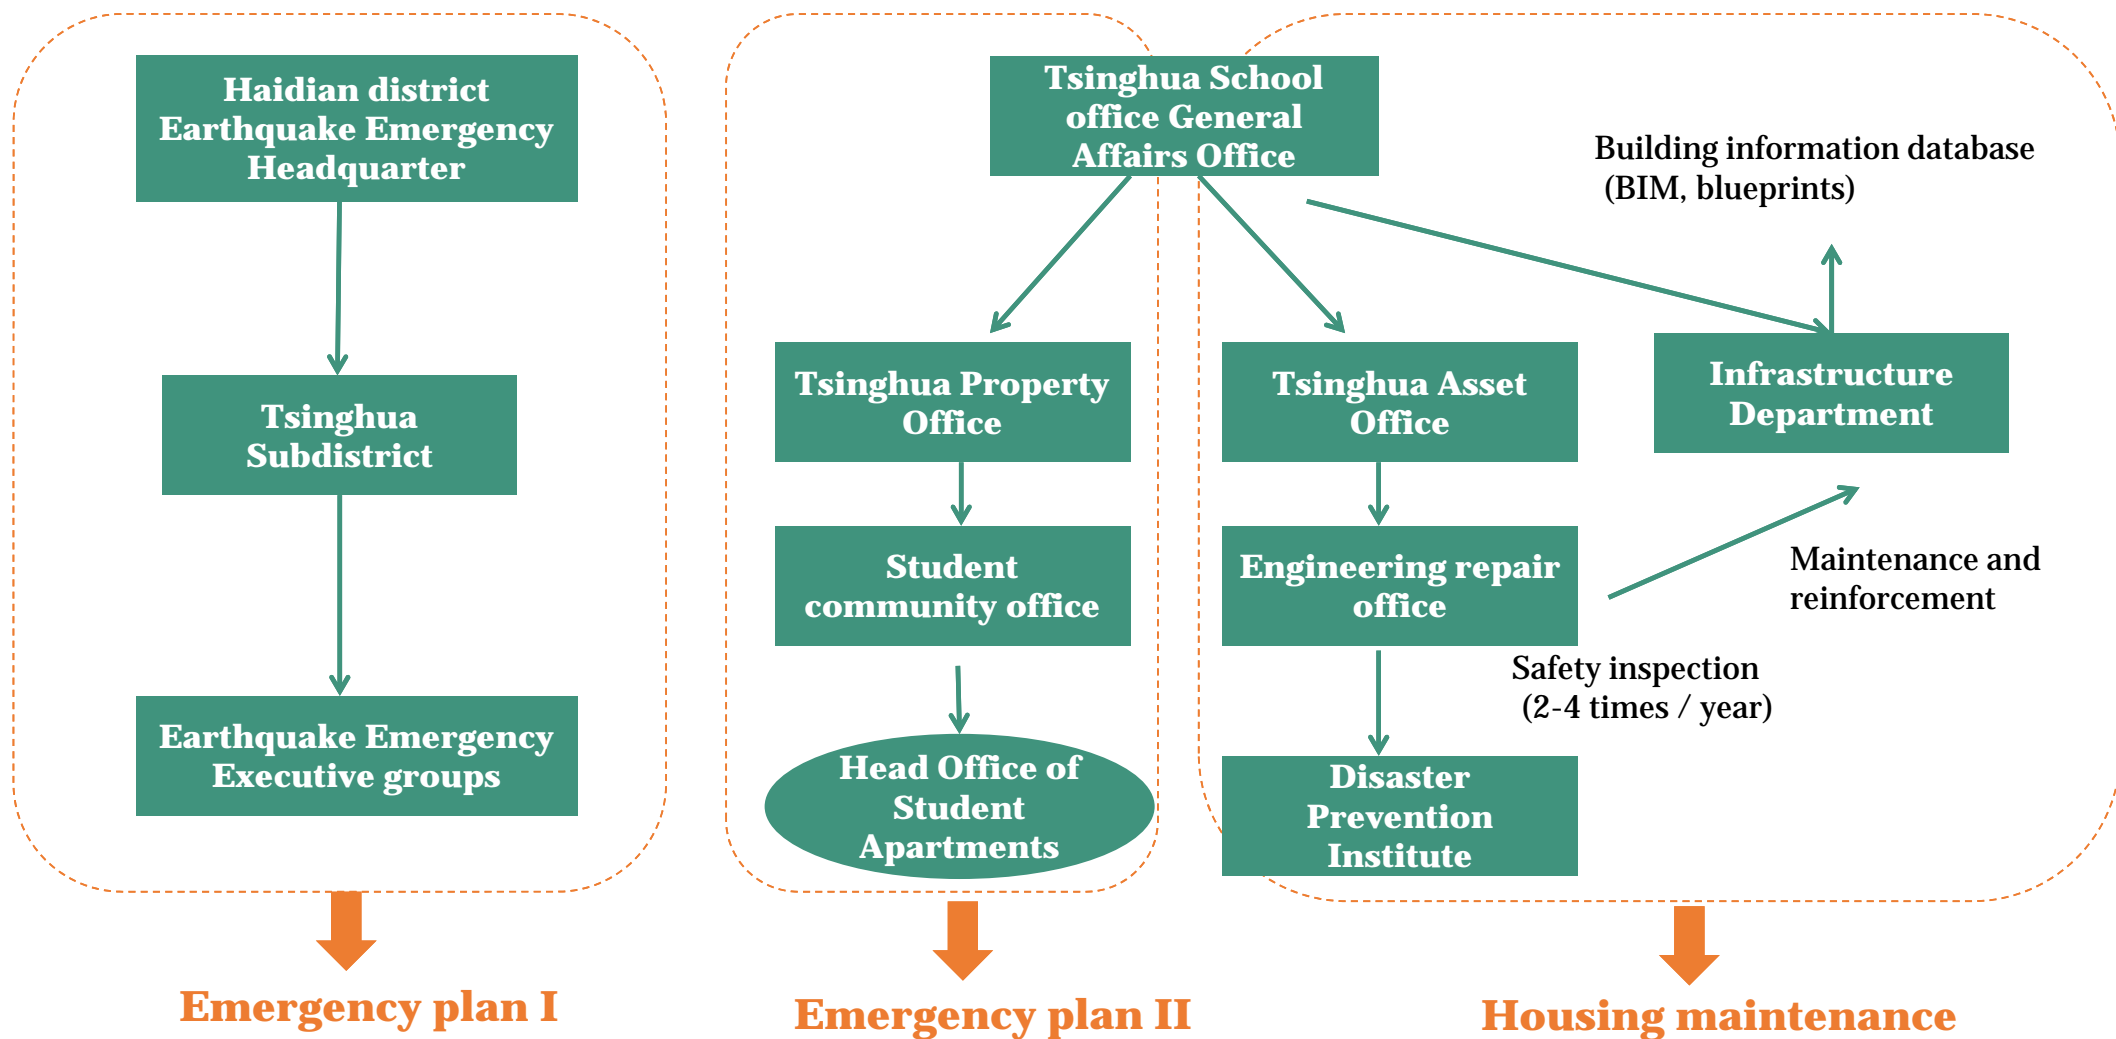 Haidian district
Earthquake Emergency
Headquarter
Tsinghua
Subdistrict
Earthquake Emergency
Executive groups
Emergency plan I
Tsinghua School
office General
Affairs Office
Tsinghua Property
Office
Student
community office
Head Office of
Student
Apartments
Emergency plan II
Tsinghua Asset
Office
Engineering repair
office
Disaster
Prevention
Institute
Building information database
(BIM, blueprints)
Infrastructure
Department
Maintenance and
reinforcement
Safety inspection
(2-4 times / year)
Housing maintenance